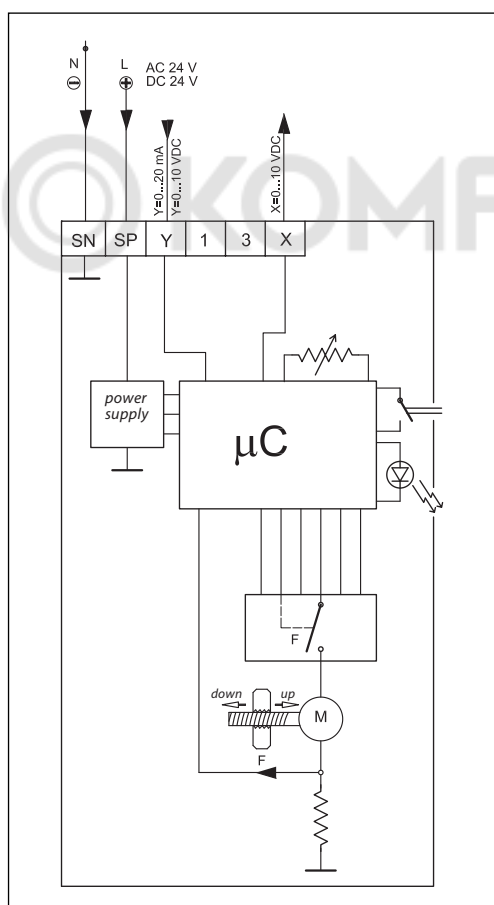 N L AC 24 V
⊖ ⊕ DC 24 V
Y=0...20 mA
Y=0...10 VDC
X=0...10 VDC
KOMF
SN SP Y 1 3 X
power
supply
µC
F
down up
M
F